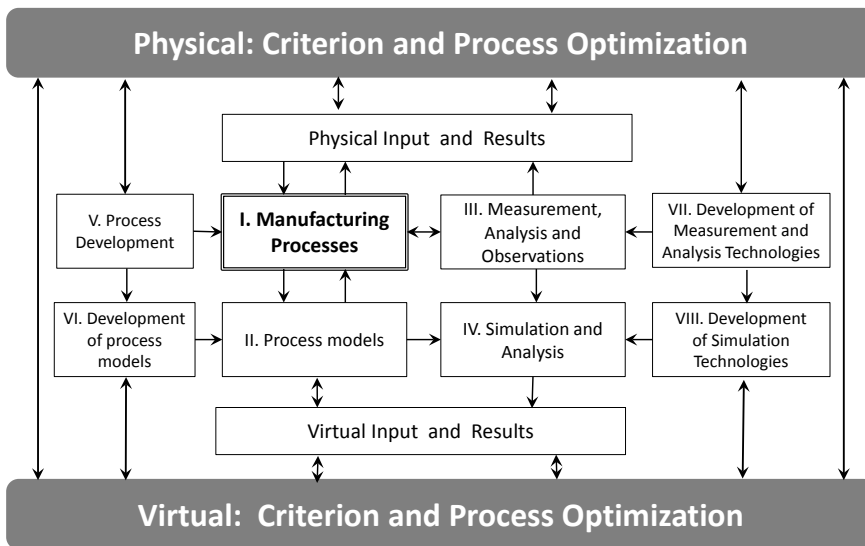 Physical: Criterion and Process Optimization
Physical Input and Results
V. Process
Development
I. Manufacturing
Processes
III. Measurement,
Analysis and
Observations
VII. Development of
Measurement and
Analysis Technologies
VI. Development
of process
models
II. Process models
IV. Simulation and
Analysis
VIII. Development
of Simulation
Technologies
Virtual Input and Results
Virtual: Criterion and Process Optimization